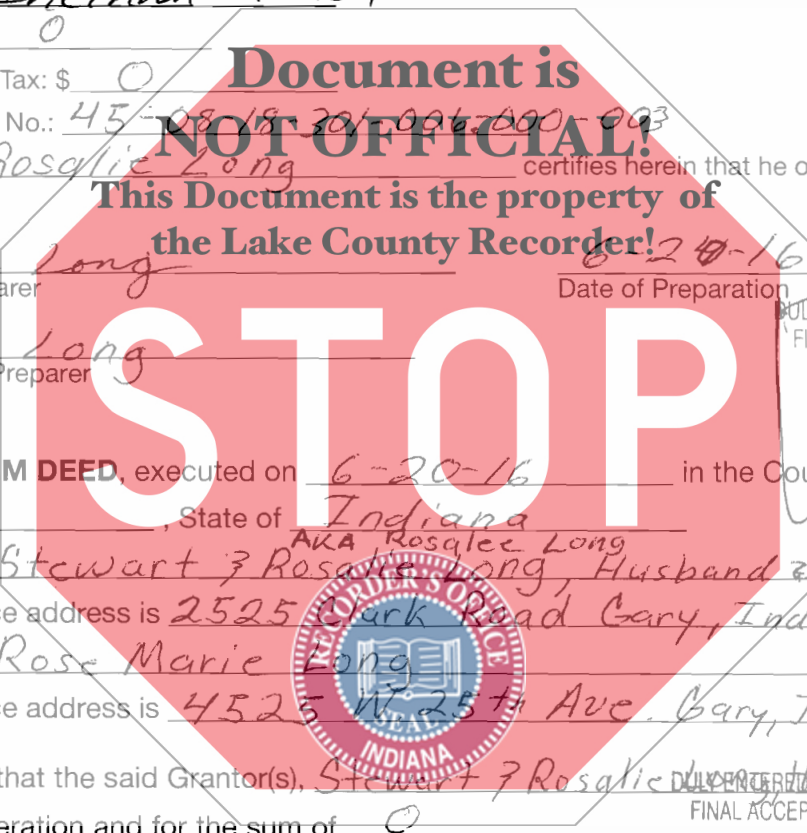 0
Document is
Tax: $ 0
No.: 45-08-18-301-006.000-003
NOT OFFICIAL!
Rosalie Long certifies herein that he o
This Document is the property of
the Lake County Recorder!
Long 6-20-16
arer Date of Preparation
Long
Preparer
STOP
M DEED, executed on 6-20-16 in the Cou
, State of Indiana
AKA Rosalee Long
Stewart & Rosalie Long, Husband &
ce address is 2525 Clark Road Gary, Ind
Rose Marie Long
ce address is 4525 W 25th Ave. Gary, I
RECORDER'S OFFICE
SEAL
INDIANA
that the said Grantor(s), Stewart & Rosalie Long, DULY ENTERED
FINAL ACCEP
eration and for the sum of 0